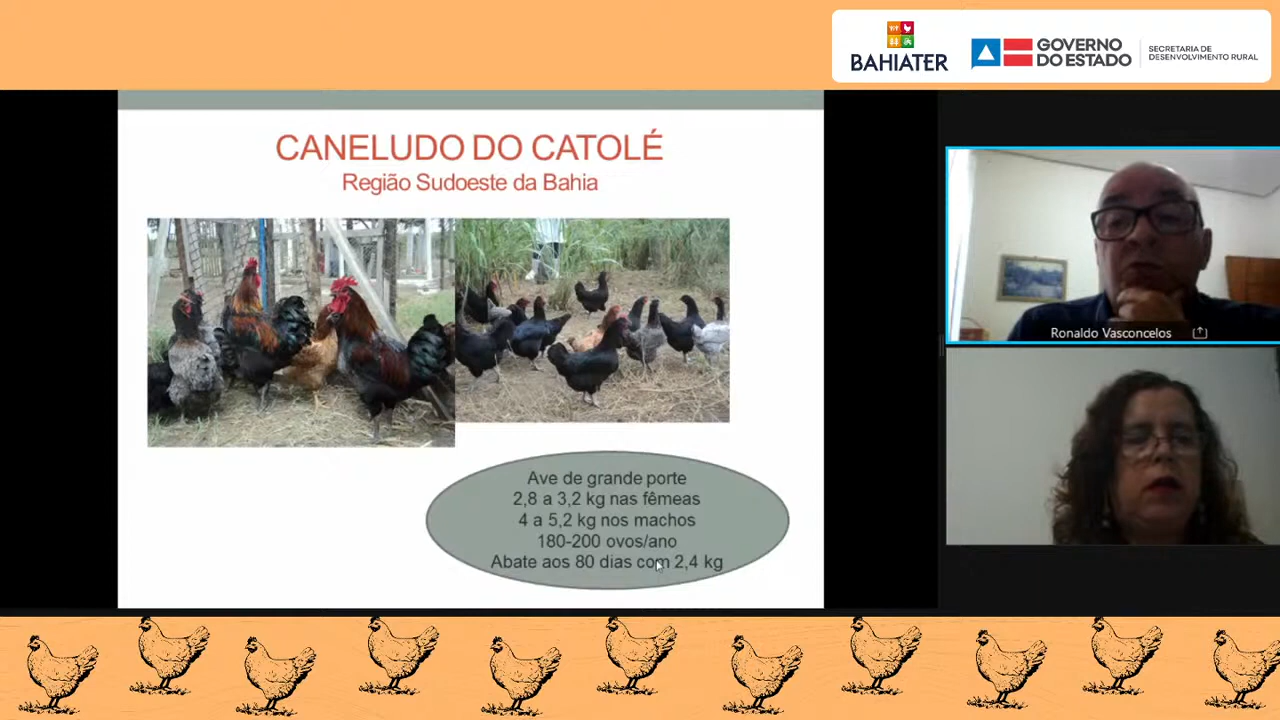 BAHIATER
GOVERNO
DO ESTADO
SECRETARIA DE
DESENVOLVIMENTO RURAL
CANELUDO DO CATOLÉ
Região Sudoeste da Bahia
Ave de grande porte
2,8 a 3,2 kg nas fêmeas
4 a 5,2 kg nos machos
180-200 ovos/ano
Abate aos 80 dias com 2,4 kg
Ronaldo Vasconcelos